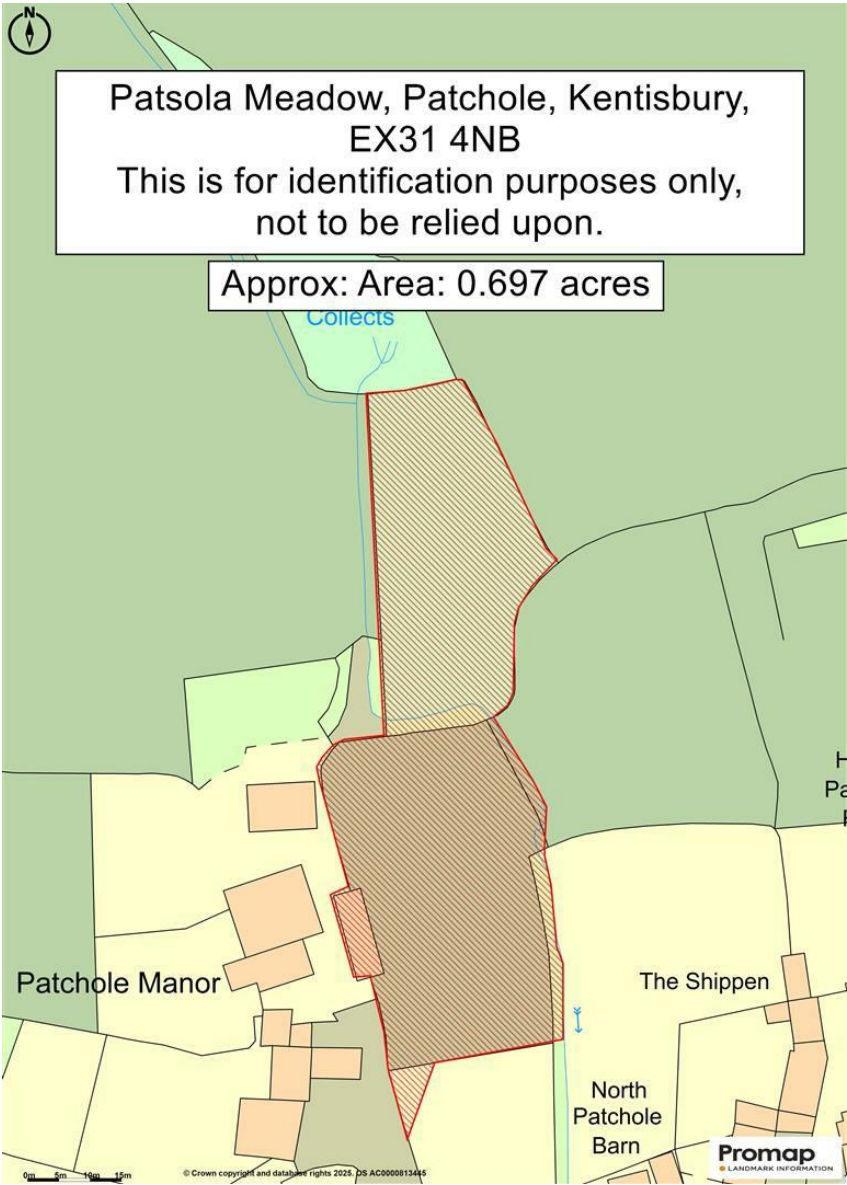 N
Patsola Meadow, Patchole, Kentisbury,
EX31 4NB
This is for identification purposes only,
not to be relied upon.
Approx: Area: 0.697 acres
Collects
Patchole Manor
The Shippen
North
Patchole
Barn
Promap
LANDMARK INFORMATION
0m 5m 10m 15m
© Crown copyright and database rights 2025. OS AC0000813445